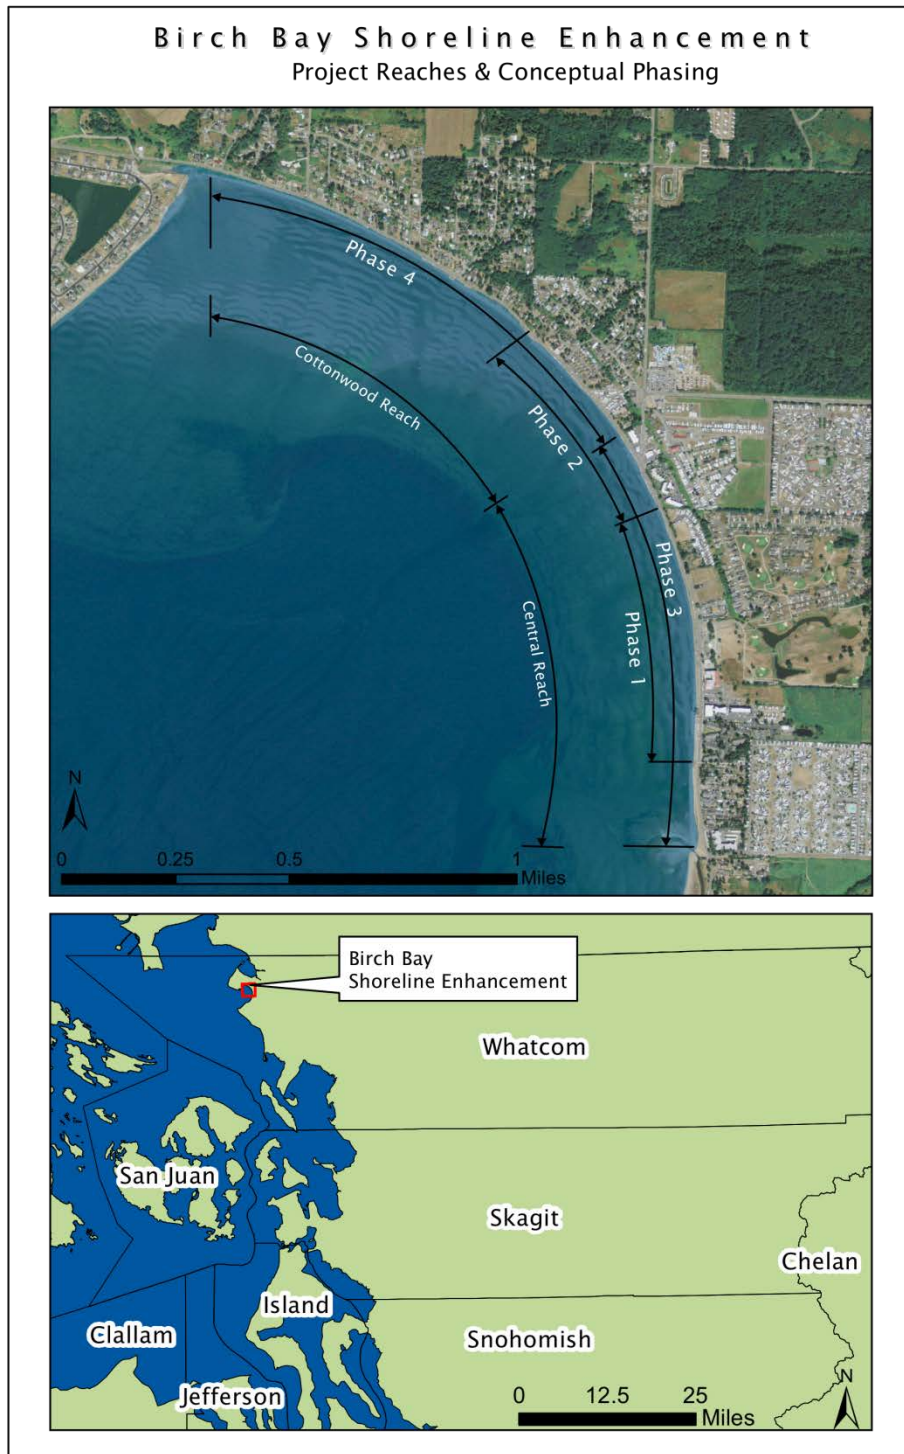 Birch Bay Shoreline Enhancement
Project Reaches & Conceptual Phasing
Phase 4
Cottonwood Reach
Phase 2
Phase 3
Central Reach
Phase 1
N
0 0.25 0.5 1
Miles
Birch Bay
Shoreline Enhancement
Whatcom
San Juan
Skagit
Chelan
Island
Clallam
Snohomish
Jefferson
N
0 12.5 25
Miles